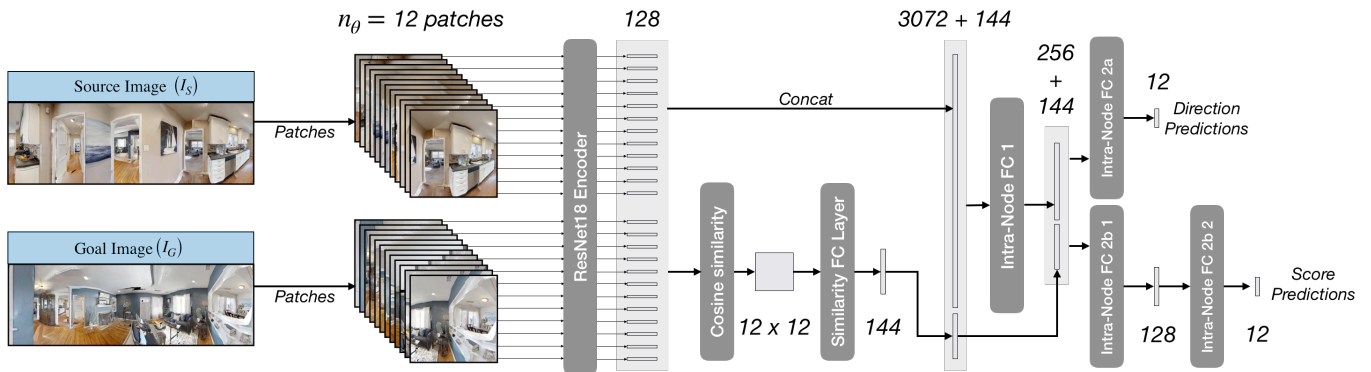 n_θ = 12 patches
128
3072 + 144
256
+
144
12
Source Image (I_S)
Patches
Concat
Direction
Predictions
ResNet18 Encoder
Intra-Node FC 1
Intra-Node FC 2a
Goal Image (I_G)
Patches
Cosine similarity
12 x 12
Similarity FC Layer
144
Intra-Node FC 2b 1
128
Intra-Node FC 2b 2
12
Score
Predictions